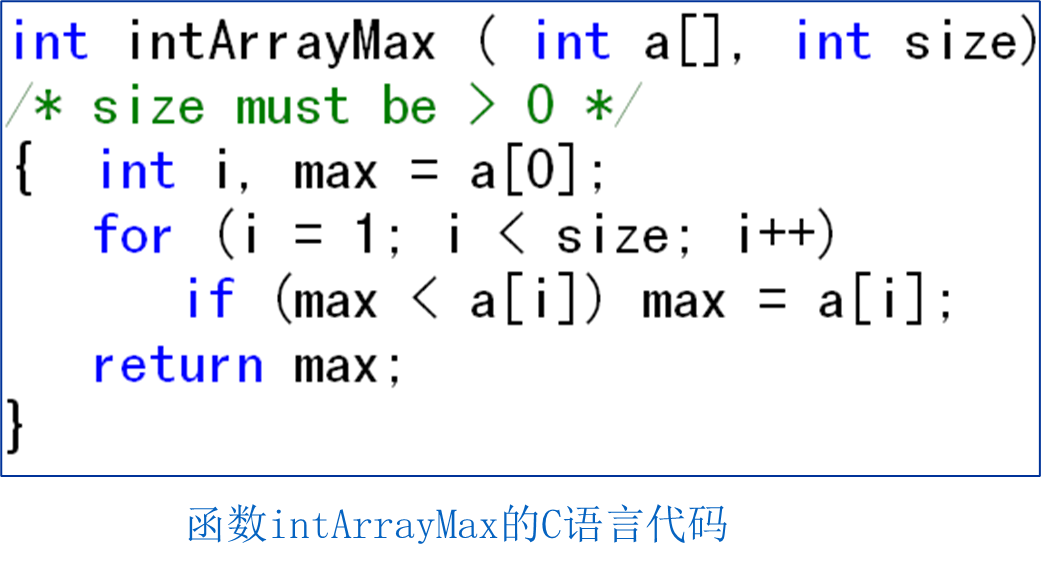 int intArrayMax ( int a[], int size)
/* size must be > 0 */
{  int i, max = a[0];
   for (i = 1; i < size; i++)
      if (max < a[i]) max = a[i];
   return max;
}
函数intArrayMax的C语言代码